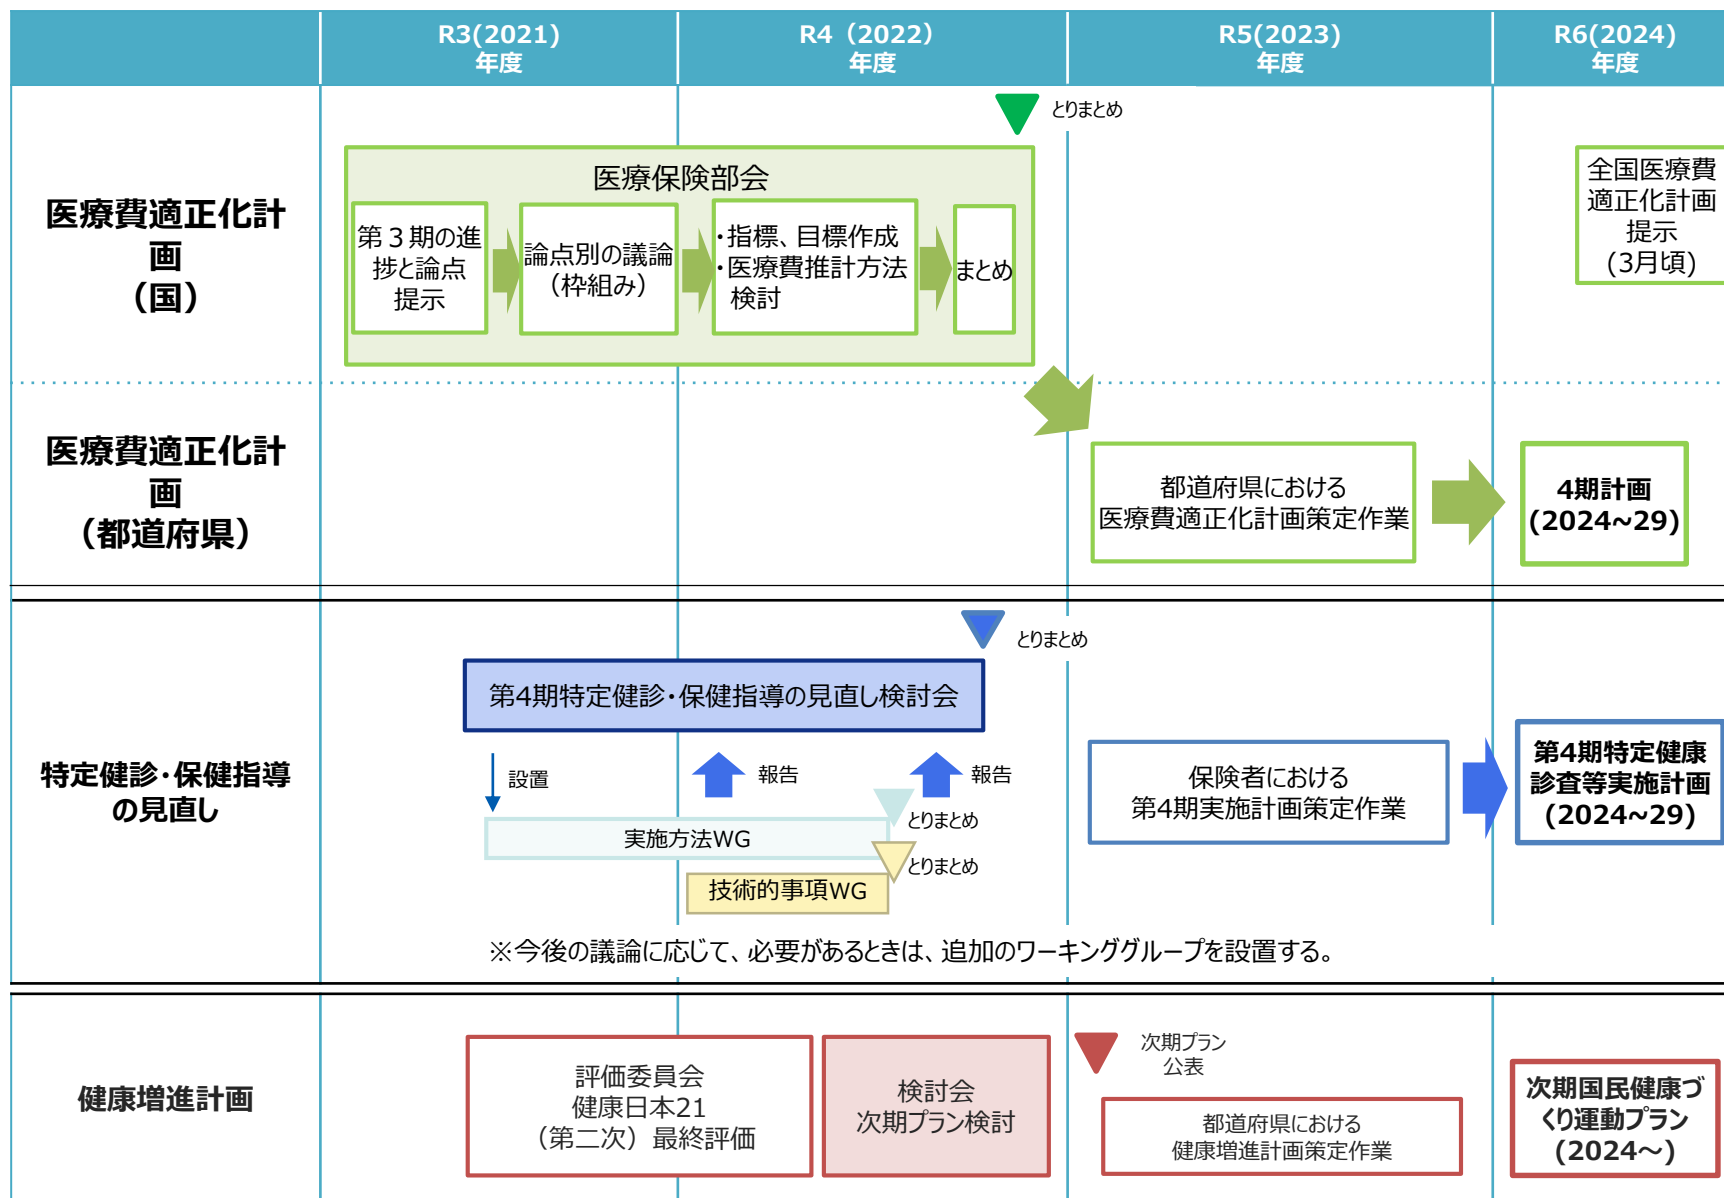 R3(2021)
年度
R4（2022）
年度
R5(2023)
年度
R6(2024)
年度
医療費適正化計
画
（国）
とりまとめ
医療保険部会
第３期の進
捗と論点
提示
論点別の議論
（枠組み）
・指標、目標作成
・医療費推計方法
検討
まとめ
全国医療費
適正化計画
提示
(3月頃)
医療費適正化計
画
（都道府県）
都道府県における
医療費適正化計画策定作業
4期計画
(2024~29)
特定健診・保健指導
の見直し
とりまとめ
第4期特定健診・保健指導の見直し検討会
設置
報告
報告
実施方法WG
とりまとめ
技術的事項WG
とりまとめ
保険者における
第4期実施計画策定作業
第4期特定健康
診査等実施計画
(2024~29)
※今後の議論に応じて、必要があるときは、追加のワーキンググループを設置する。
健康増進計画
評価委員会
健康日本21
（第二次）最終評価
検討会
次期プラン検討
次期プラン
公表
都道府県における
健康増進計画策定作業
次期国民健康づ
くり運動プラン
(2024～)